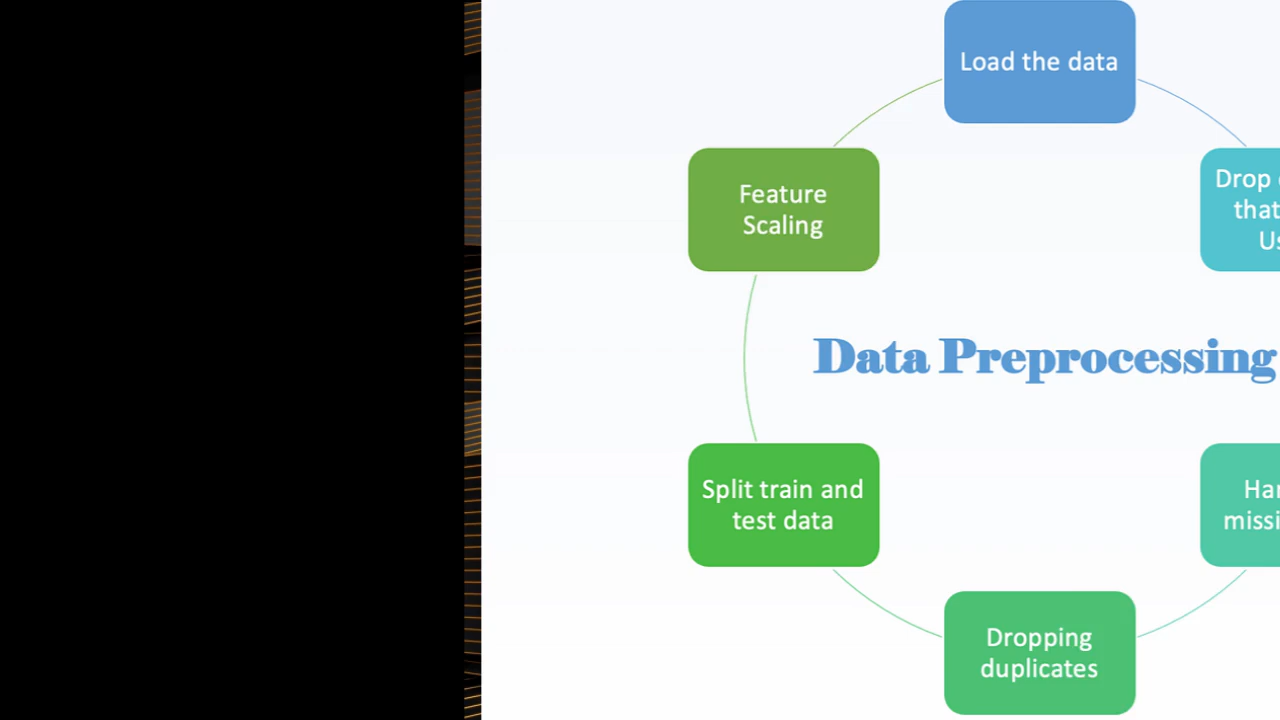 Load the data
Feature
Scaling
Drop
that
Data Preprocessing
Split train and
test data
Dropping
duplicates